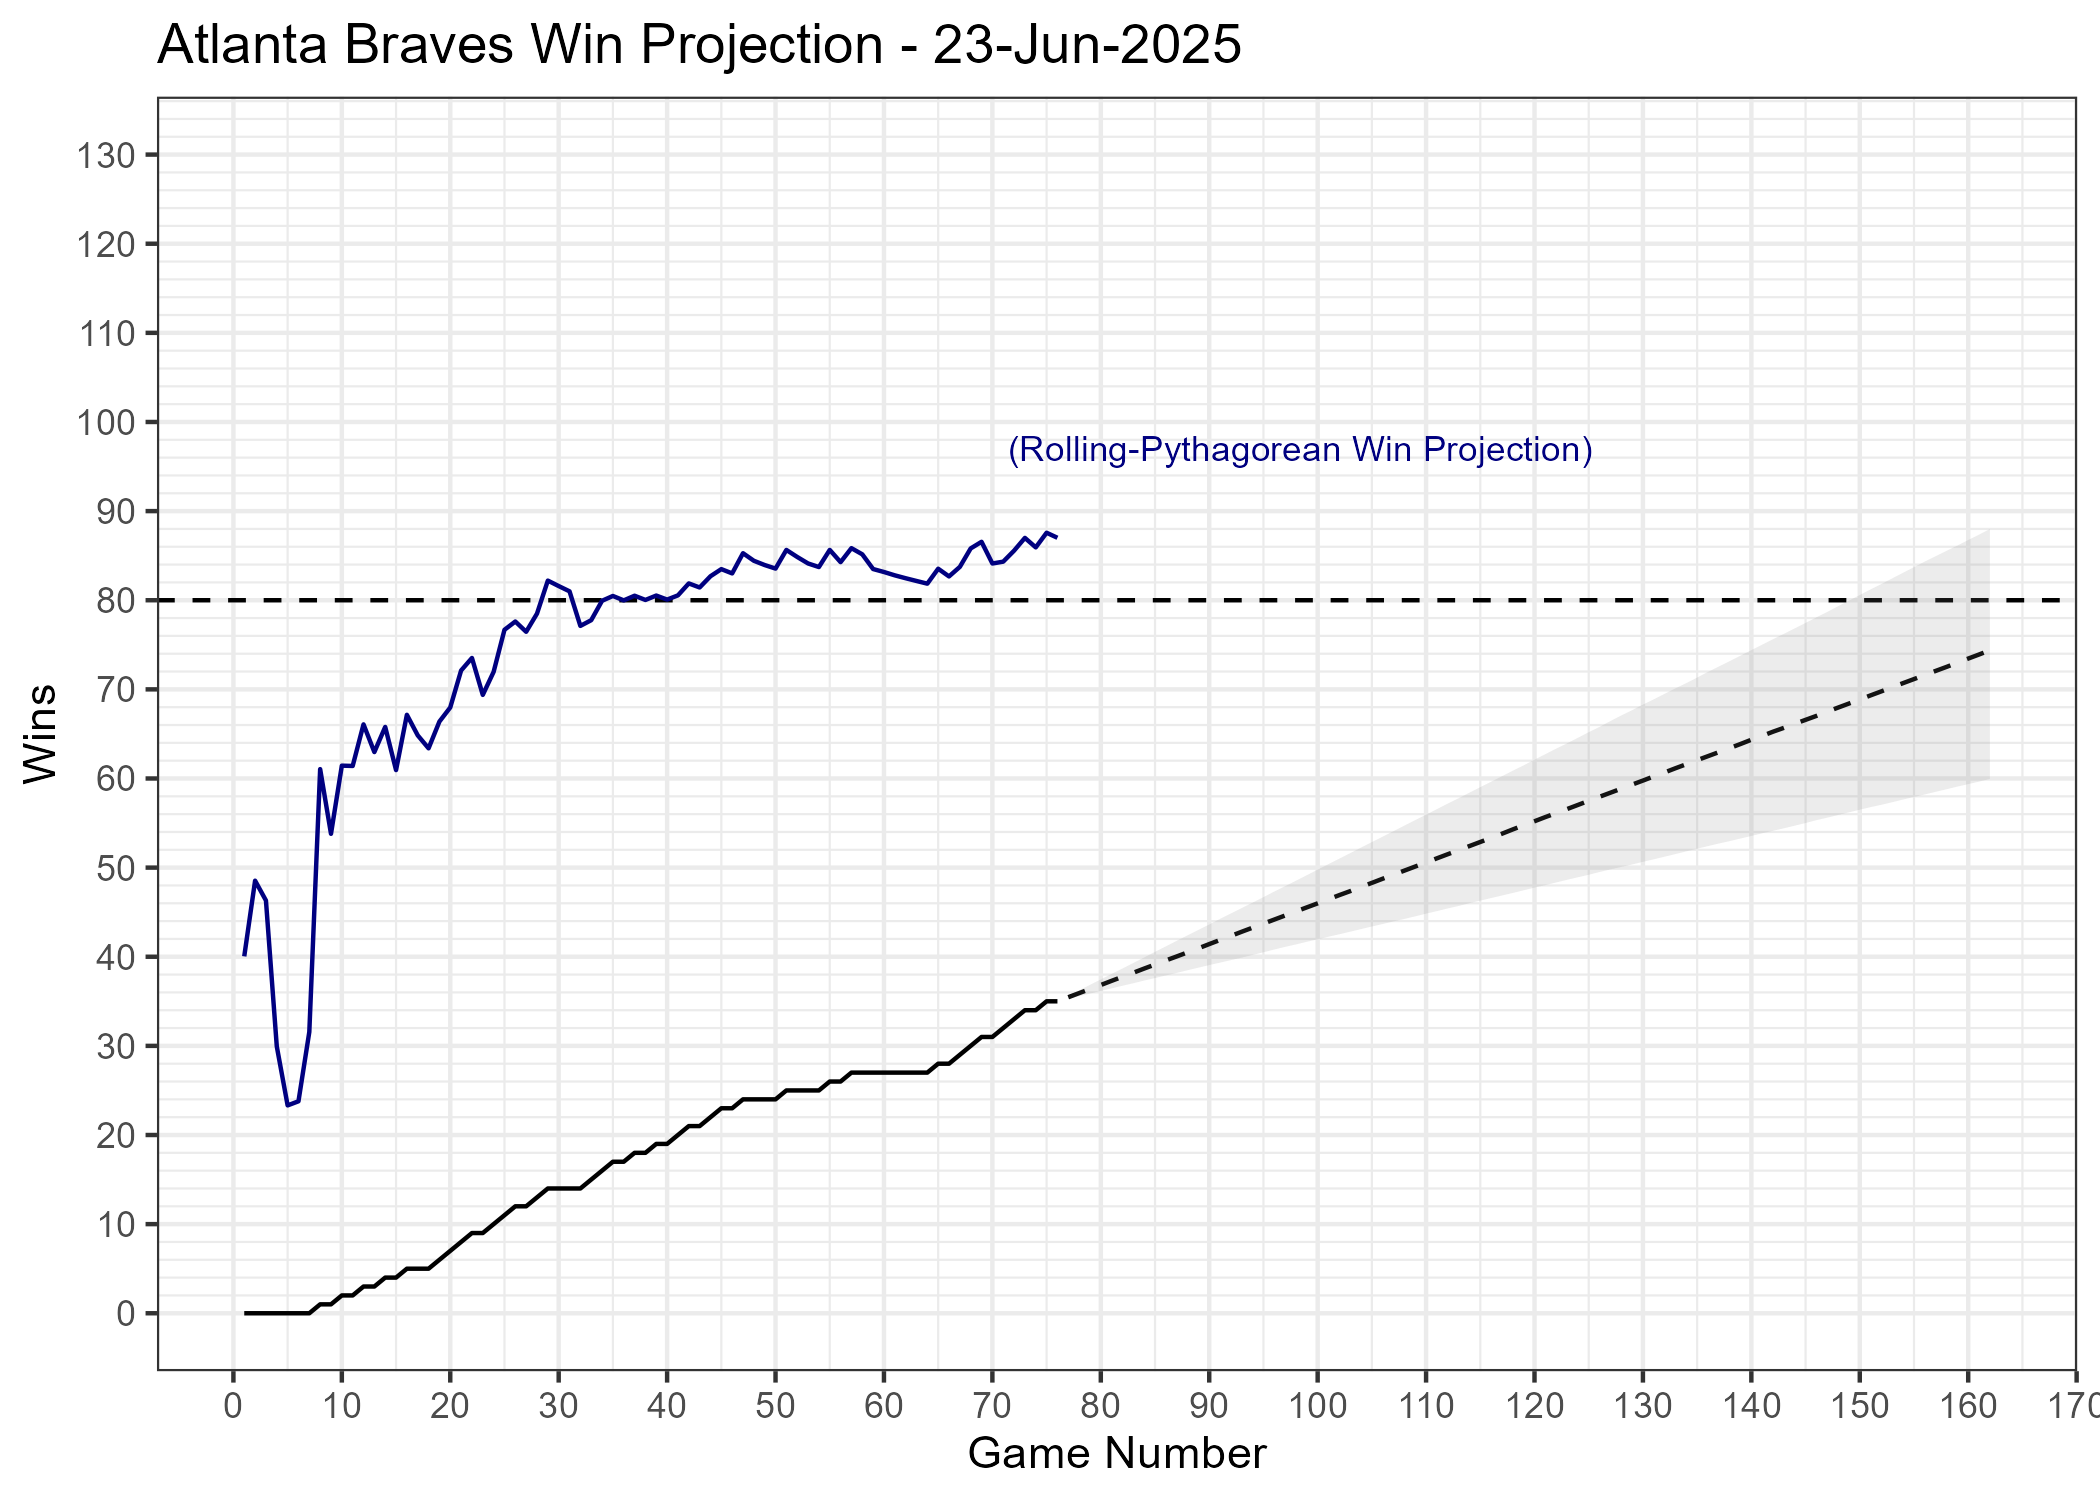 Atlanta Braves Win Projection - 23-Jun-2025
130
120
110
100
(Rolling-Pythagorean Win Projection)
90
80
70
Wins
60
50
40
30
20
10
0
0 10 20 30 40 50 60 70 80 90 100 110 120 130 140 150 160 170
Game Number